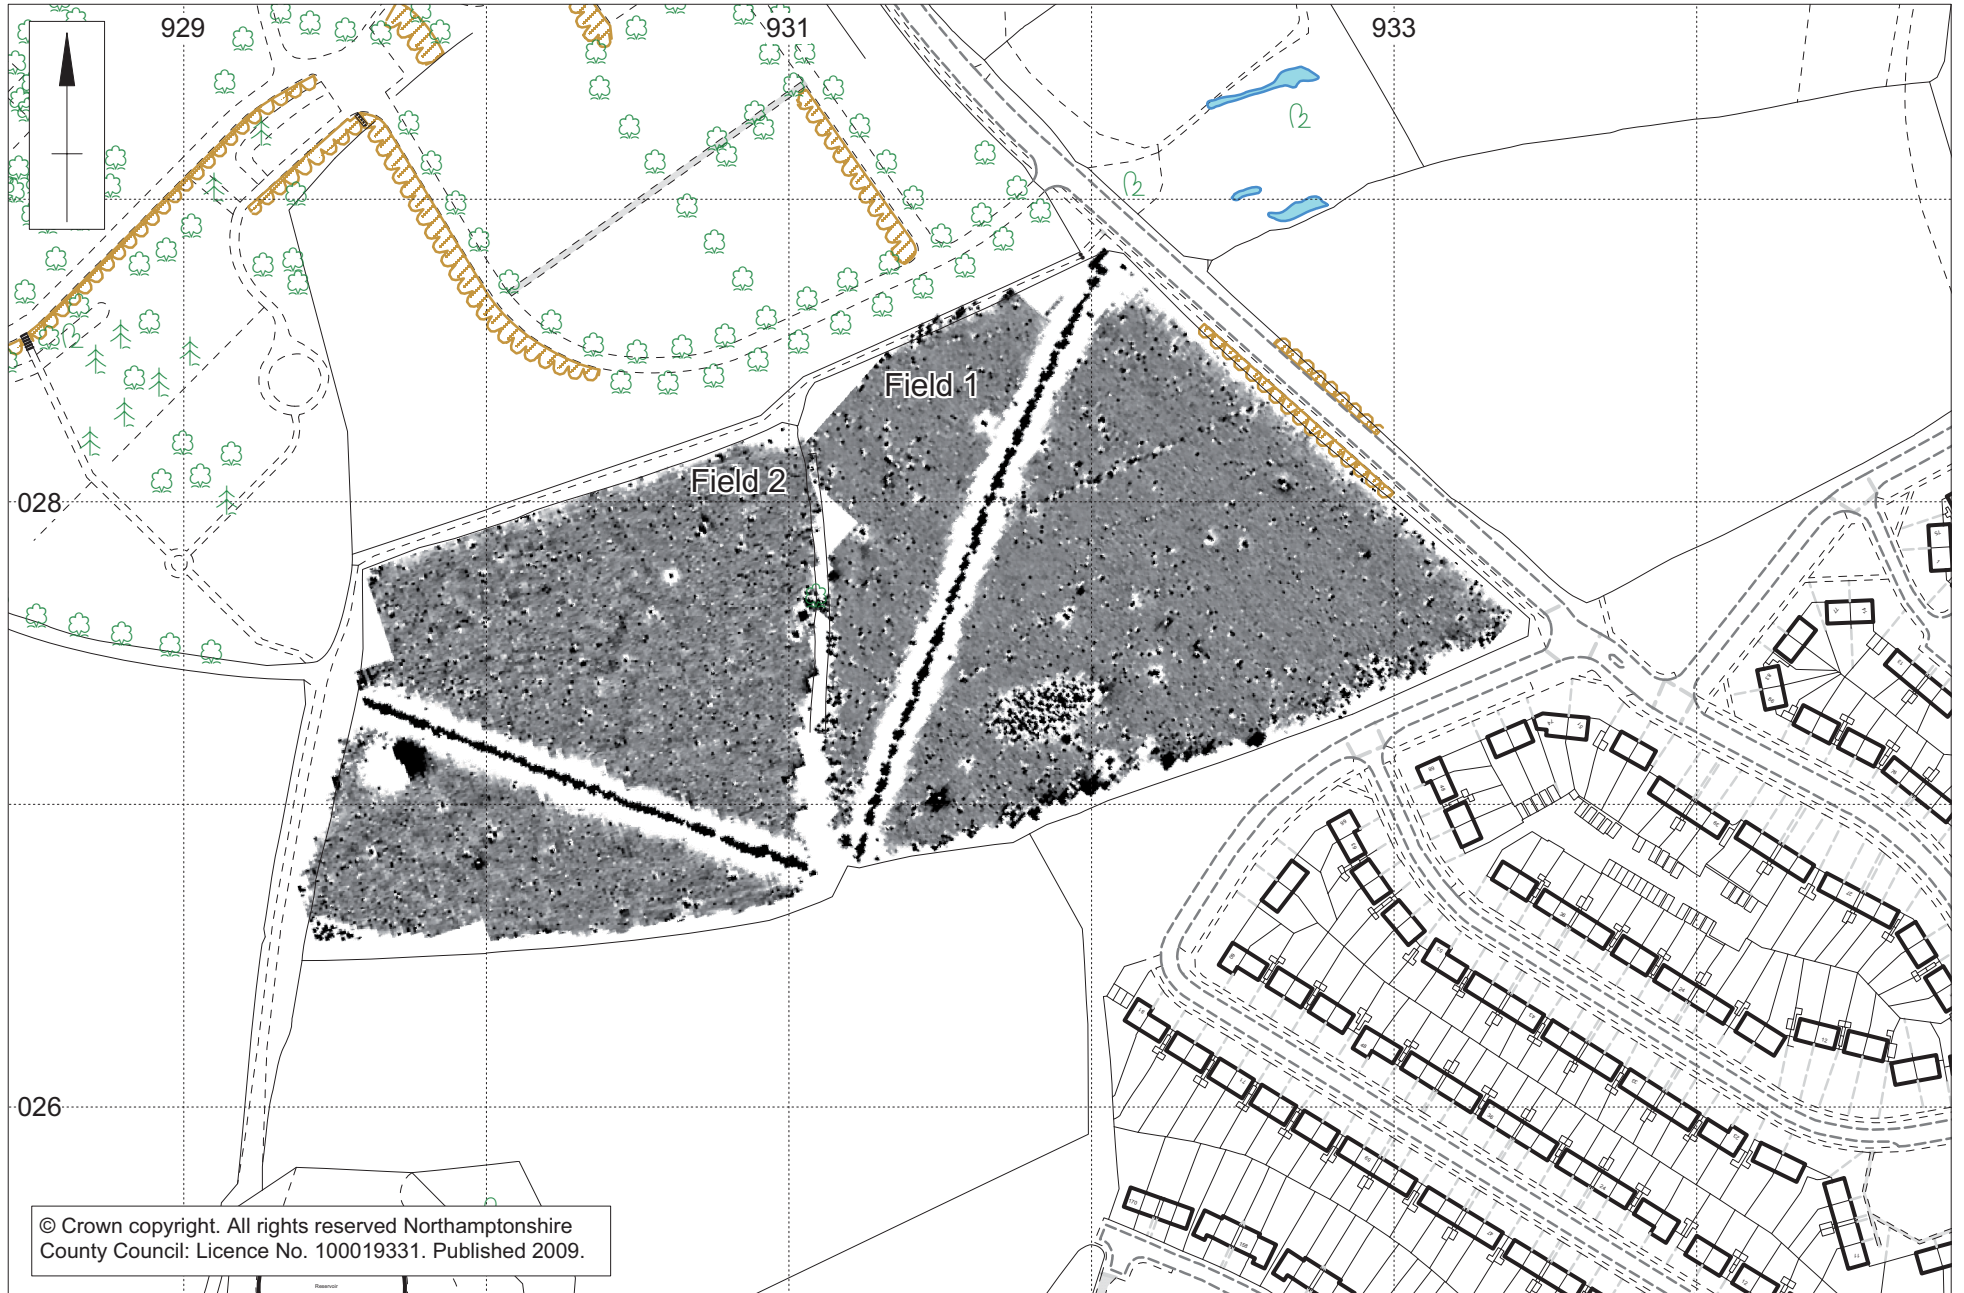 929
931
933
Field 1
Field 2
028
026
© Crown copyright. All rights reserved Northamptonshire
County Council: Licence No. 100019331. Published 2009.
Reservoir